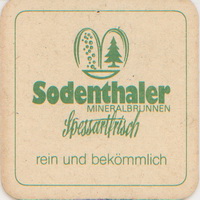 Sodenthaler
MINERALBRUNNEN
Spessartfrisch
rein und bekömmlich